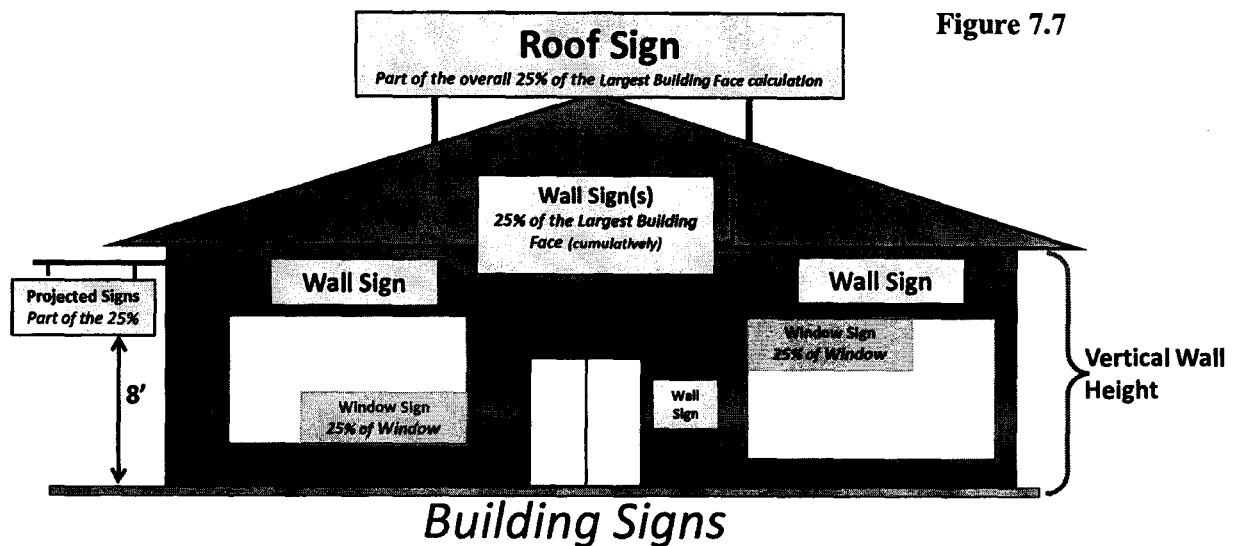 Figure 7.7
Roof Sign
Part of the overall 25% of the Largest Building Face calculation
Wall Sign(s)
25% of the Largest Building
Face (cumulatively)
Wall Sign
Wall Sign
Projected Signs
Part of the 25%
Window Sign
25% of Window
Vertical Wall
Height
8'
Wall
Sign
Window Sign
25% of Window
Building Signs